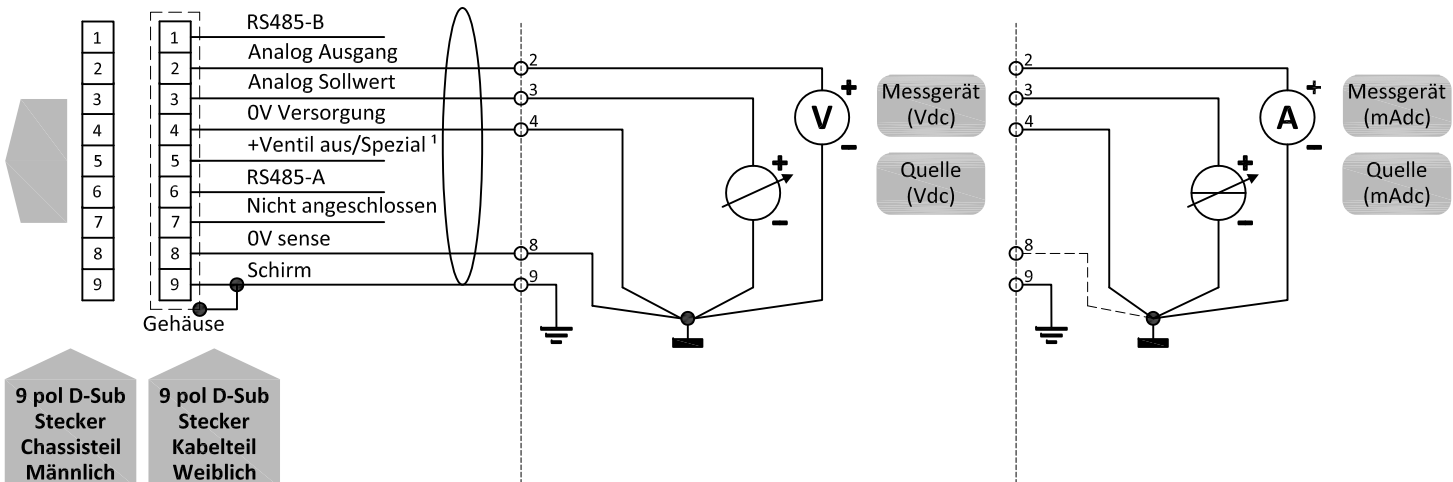 1
2
3
4
5
6
7
8
9
1
2
3
4
5
6
7
8
9
RS485-B
Analog Ausgang
Analog Sollwert
0V Versorgung
+Ventil aus/Spezial ¹
RS485-A
Nicht angeschlossen
0V sense
Schirm
Gehäuse
2
3
4
8
9
V
+
−
+
−
Messgerät
(Vdc)
Quelle
(Vdc)
2
3
4
8
9
A
+
−
+
−
Messgerät
(mAdc)
Quelle
(mAdc)
9 pol D-Sub
Stecker
Chassisteil
Männlich
9 pol D-Sub
Stecker
Kabelteil
Weiblich